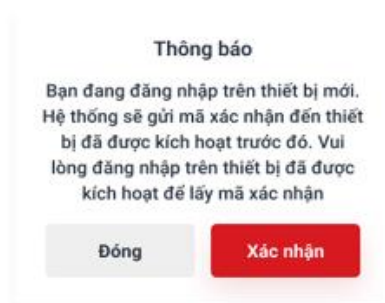 Thông báo
Bạn đang đăng nhập trên thiết bị mới.
Hệ thống sẽ gửi mã xác nhận đến thiết
bị đã được kích hoạt trước đó. Vui
lòng đăng nhập trên thiết bị đã được
kích hoạt để lấy mã xác nhận
Đóng
Xác nhận